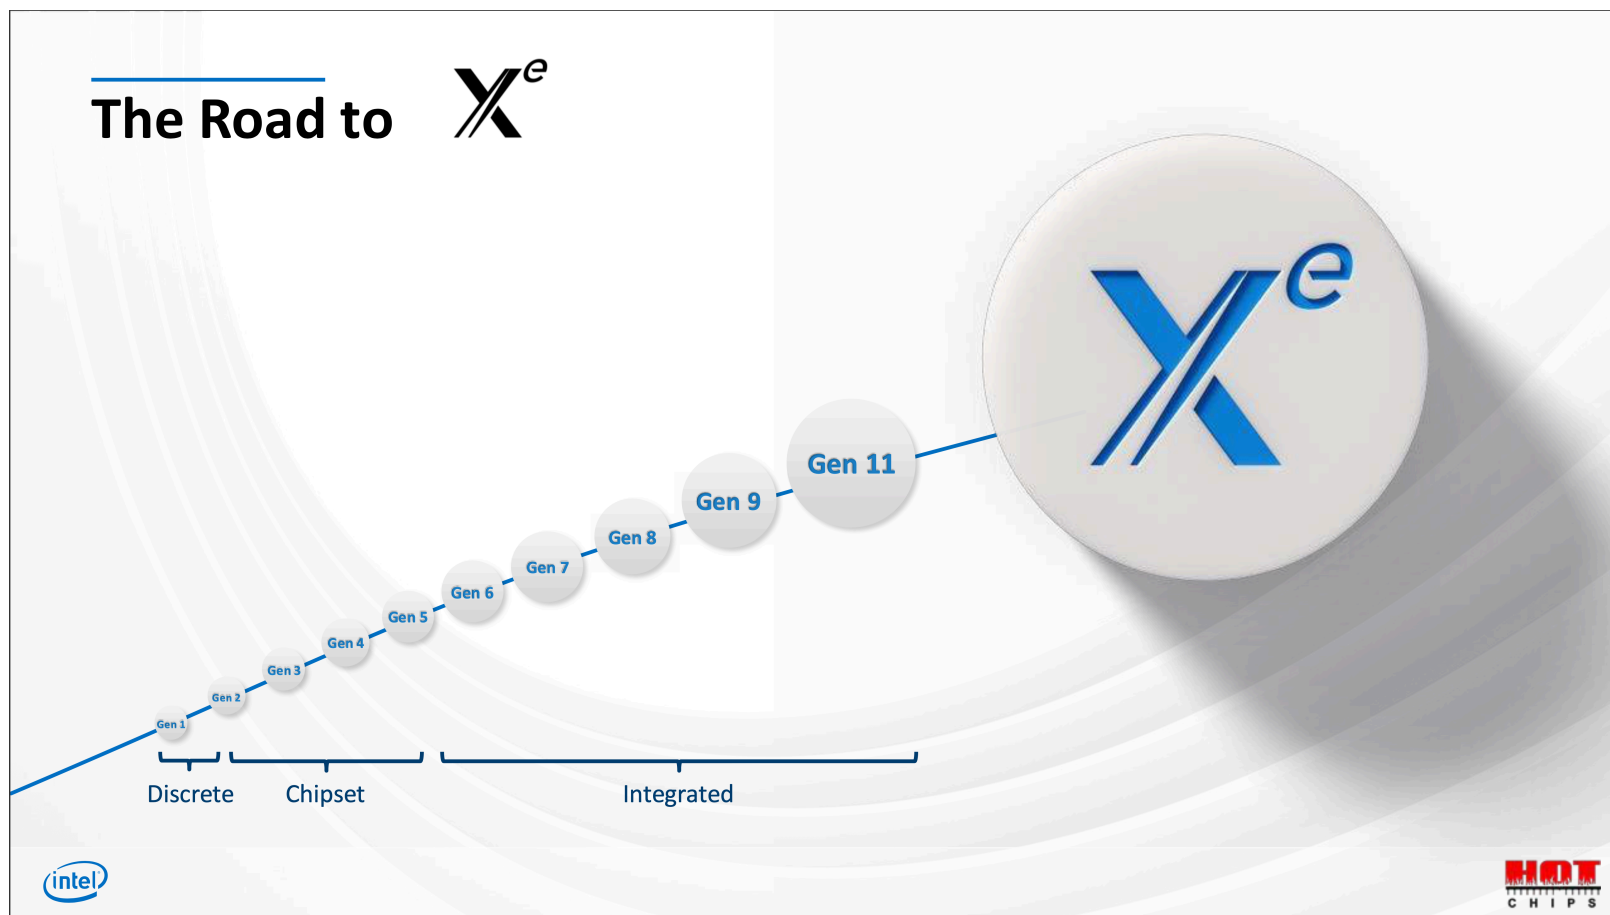 The Road to Xe
Xe
Gen 11
Gen 9
Gen 8
Gen 7
Gen 6
Gen 5
Gen 4
Gen 3
Gen 2
Gen 1
Discrete
Chipset
Integrated
intel
HOT
CHIPS